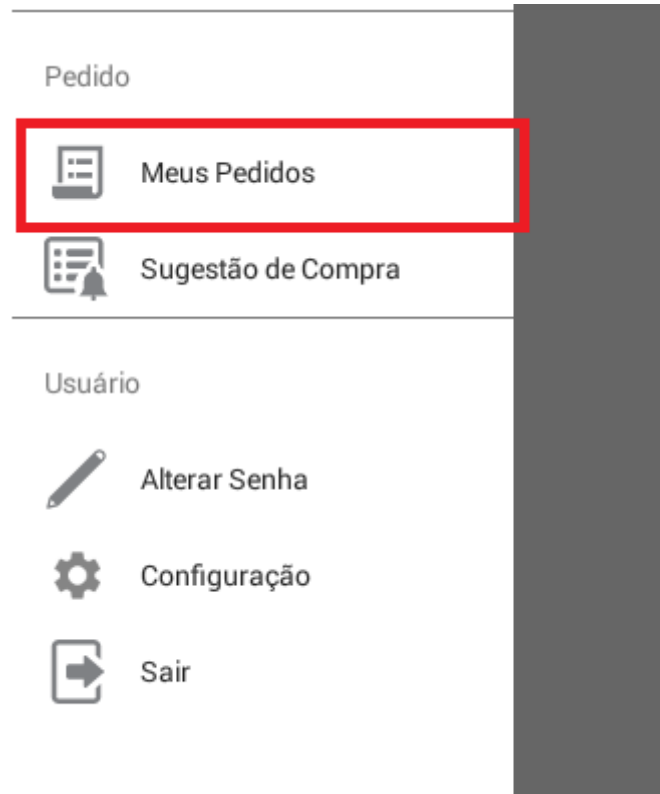 Pedido
Meus Pedidos
Sugestão de Compra
Usuário
Alterar Senha
Configuração
Sair